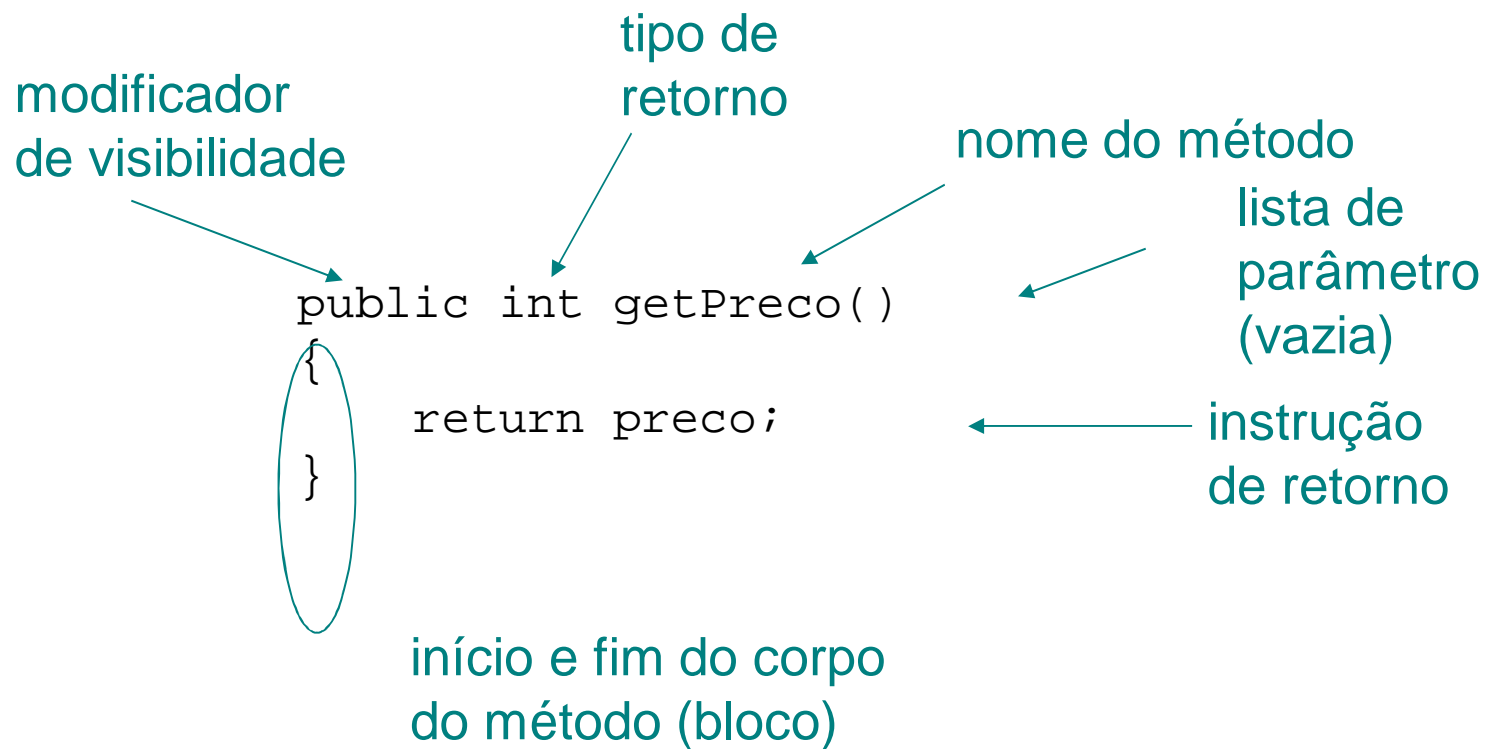 tipo de
retorno
modificador
de visibilidade
nome do método
lista de
parâmetro
(vazia)
public int getPreco()
{
return preco;
}
instrução
de retorno
início e fim do corpo
do método (bloco)